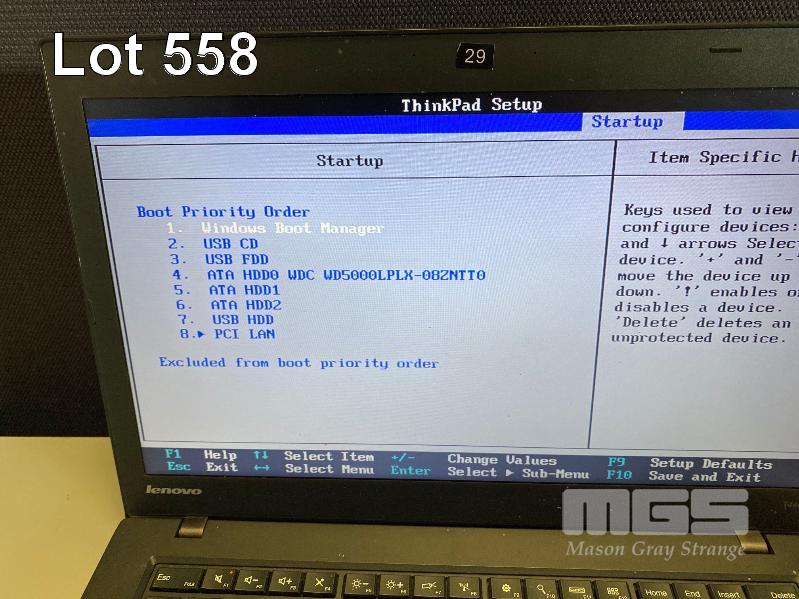 Lot 558
29
ThinkPad Setup
Startup
Startup
Item Specific
Boot Priority Order
1. Windows Boot Manager
2. USB CD
3. USB FDD
4. ATA HDD0 WDC WD5000LPLX-08ZNTT0
5. ATA HDD1
6. ATA HDD2
7. USB HDD
8.▸ PCI LAN
Excluded from boot priority order
Keys used to view
configure devices:
and ↓ arrows Selec
device. '+' and '-'
move the device up
down. '!' enables o
disables a device.
'Delete' deletes an
unprotected device.
F1 Help ↑↓ Select Item +/- Change Values F9 Setup Defaults
Esc Exit ↔ Select Menu Enter Select ▸ Sub-Menu F10 Save and Exit
lenovo
MGS
Mason Gray Strange
Esc
Home End Insert Delete